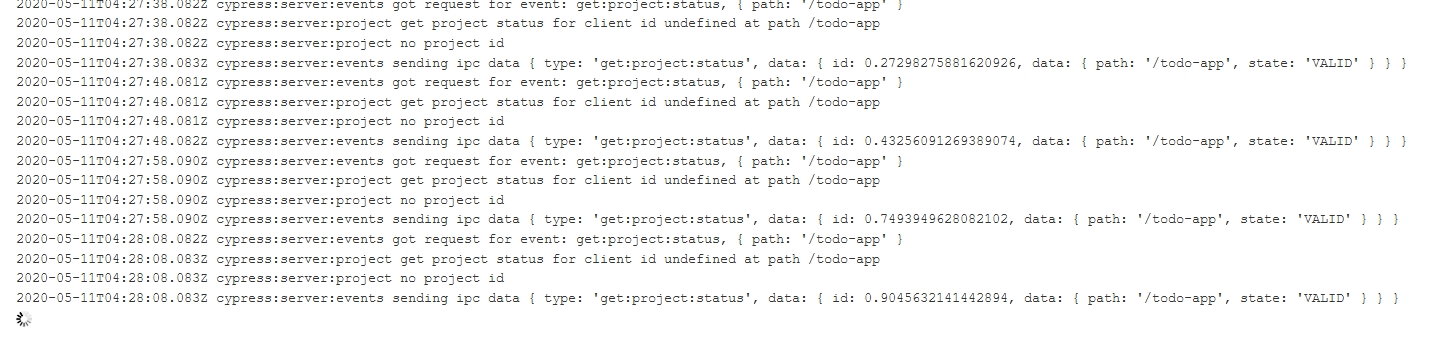 2020-05-11T04:27:38.082Z cypress:server:events got request for event: get:project:status, { path: '/todo-app' }
2020-05-11T04:27:38.082Z cypress:server:project get project status for client id undefined at path /todo-app
2020-05-11T04:27:38.082Z cypress:server:project no project id
2020-05-11T04:27:38.083Z cypress:server:events sending ipc data { type: 'get:project:status', data: { id: 0.27298275881620926, data: { path: '/todo-app', state: 'VALID' } } }
2020-05-11T04:27:48.081Z cypress:server:events got request for event: get:project:status, { path: '/todo-app' }
2020-05-11T04:27:48.081Z cypress:server:project get project status for client id undefined at path /todo-app
2020-05-11T04:27:48.081Z cypress:server:project no project id
2020-05-11T04:27:48.082Z cypress:server:events sending ipc data { type: 'get:project:status', data: { id: 0.43256091269389074, data: { path: '/todo-app', state: 'VALID' } } }
2020-05-11T04:27:58.090Z cypress:server:events got request for event: get:project:status, { path: '/todo-app' }
2020-05-11T04:27:58.090Z cypress:server:project get project status for client id undefined at path /todo-app
2020-05-11T04:27:58.090Z cypress:server:project no project id
2020-05-11T04:27:58.090Z cypress:server:events sending ipc data { type: 'get:project:status', data: { id: 0.7493949628082102, data: { path: '/todo-app', state: 'VALID' } } }
2020-05-11T04:28:08.082Z cypress:server:events got request for event: get:project:status, { path: '/todo-app' }
2020-05-11T04:28:08.083Z cypress:server:project get project status for client id undefined at path /todo-app
2020-05-11T04:28:08.083Z cypress:server:project no project id
2020-05-11T04:28:08.083Z cypress:server:events sending ipc data { type: 'get:project:status', data: { id: 0.9045632141442894, data: { path: '/todo-app', state: 'VALID' } } }